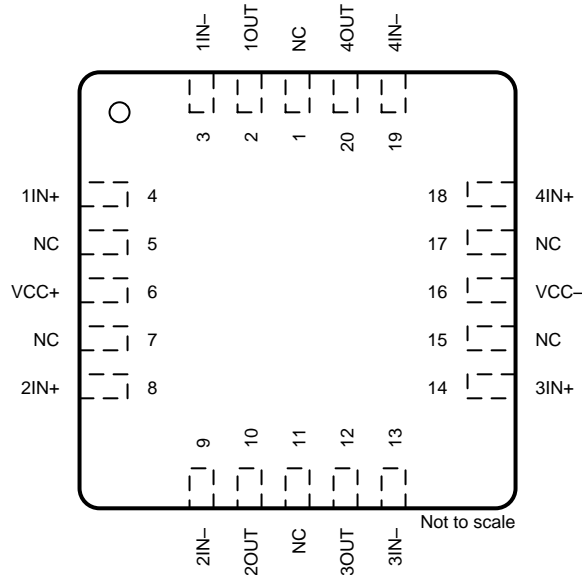 1IN–
1OUT
NC
4OUT
4IN–
3
2
1
20
19
1IN+ 4
18 4IN+
NC 5
17 NC
VCC+ 6
16 VCC–
NC 7
15 NC
2IN+ 8
14 3IN+
9
10
11
12
13
2IN–
2OUT
NC
3OUT
3IN–
Not to scale